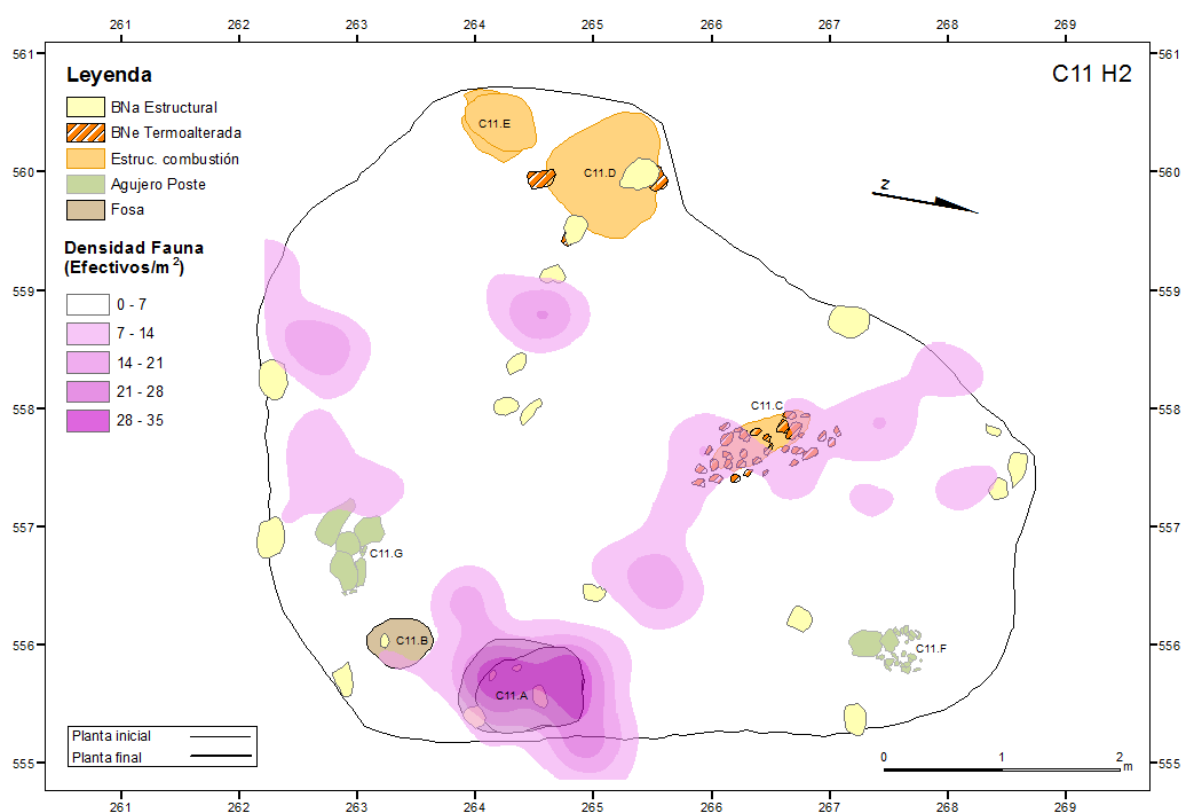 261 262 263 264 265 266 267 268 269
561 561
C11 H2
Leyenda
BNa Estructural
BNe Termoalterada
Estruc. combustión
Agujero Poste
Fosa
Densidad Fauna
(Efectivos/m²)
0 - 7
7 - 14
14 - 21
21 - 28
28 - 35
C11.E
C11.D
560 560
Z
559 559
C11.C
558 558
557 557
C11.G
C11.B
C11.F
556 556
C11.A
Planta inicial
Planta final
0 1 2
m
555 555
261 262 263 264 265 266 267 268 269